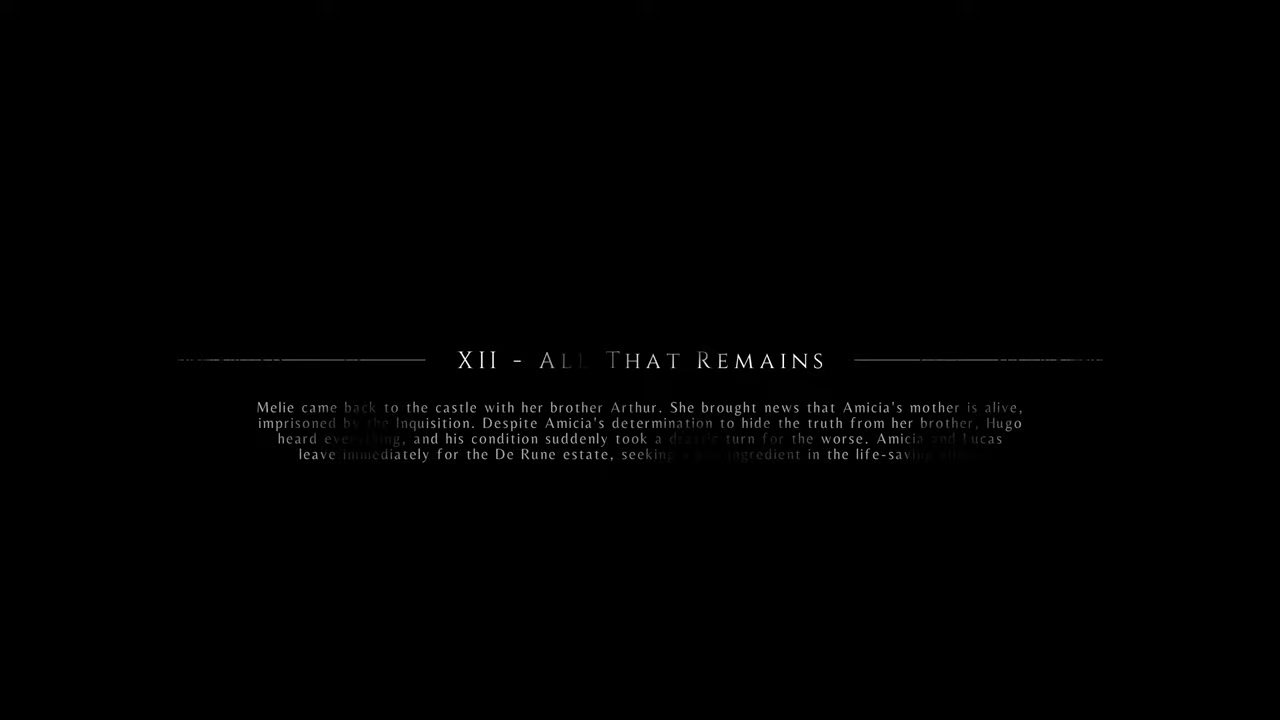 XII - All That Remains
Melie came back to the castle with her brother Arthur. She brought news that Amicia's mother is alive,
imprisoned by the Inquisition. Despite Amicia's determination to hide the truth from her brother, Hugo
heard everything, and his condition suddenly took a drastic turn for the worse. Amicia and Lucas
leave immediately for the De Rune estate, seeking a ingredient in the life-saving